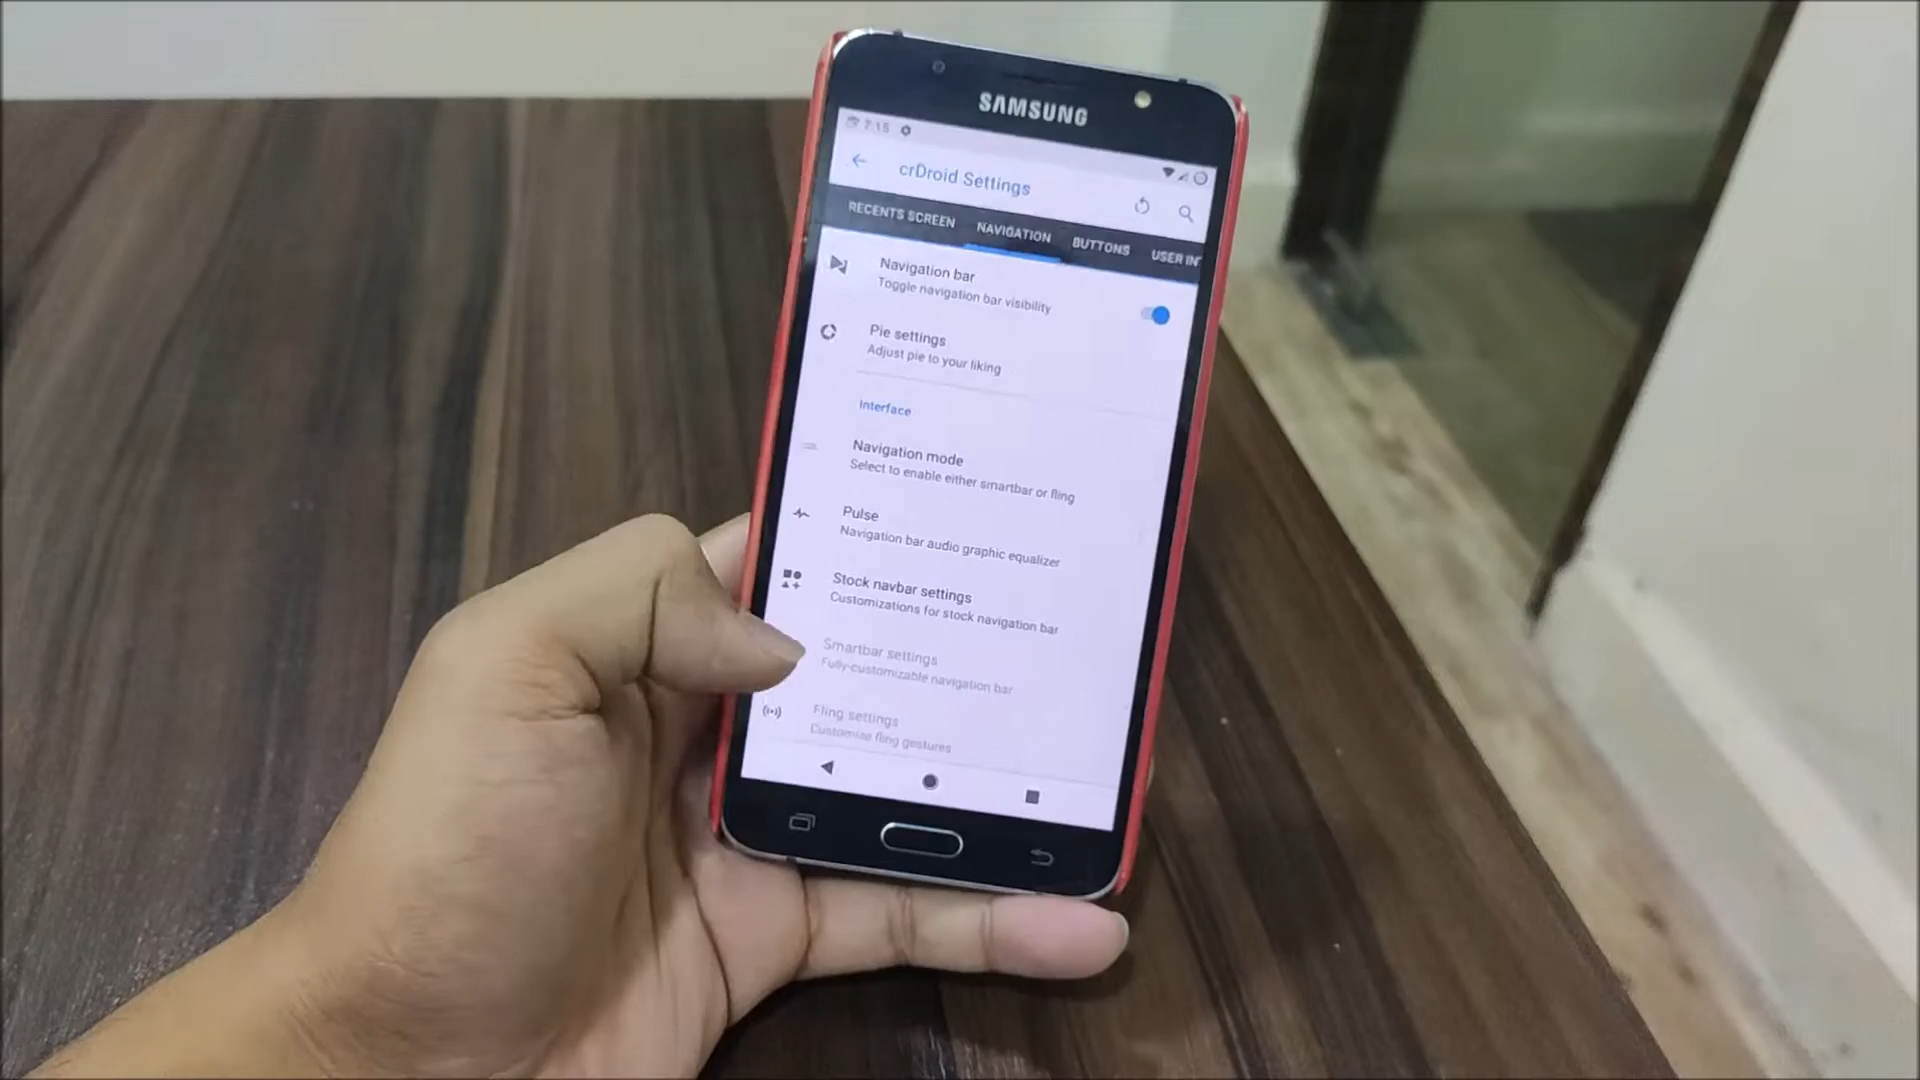 SAMSUNG
7:15
crDroid Settings
RECENTS SCREEN NAVIGATION BUTTONS USER INT
Navigation bar
Toggle navigation bar visibility
Pie settings
Adjust pie to your liking
Interface
Navigation mode
Select to enable either smartbar or fling
Pulse
Navigation bar audio graphic equalizer
Stock navbar settings
Customizations for stock navigation bar
Smartbar settings
Fully-customizable navigation bar
Fling settings
Customise fling gestures